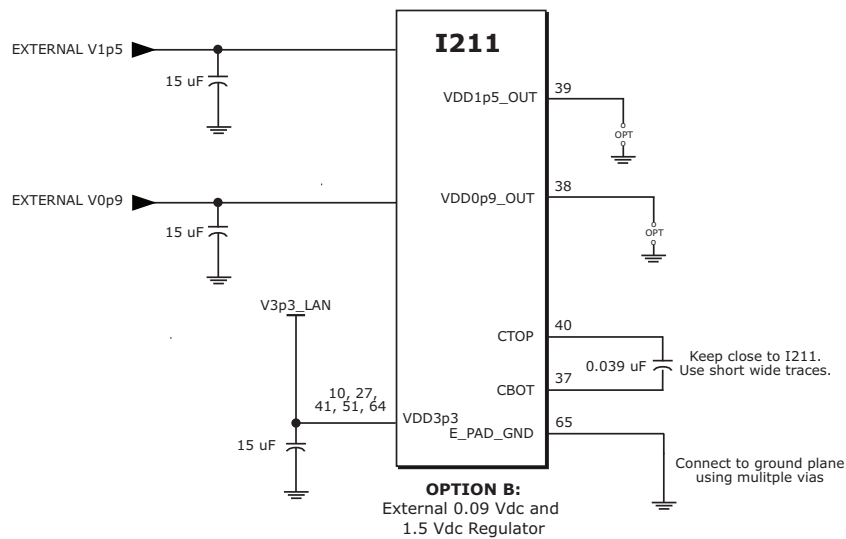 I211
EXTERNAL V1p5
15 uF
VDD1p5_OUT
39
OPT
EXTERNAL V0p9
15 uF
VDD0p9_OUT
38
OPT
V3p3_LAN
CTOP
40
0.039 uF
Keep close to I211.
Use short wide traces.
CBOT
37
10, 27,
41, 51, 64
VDD3p3
E_PAD_GND
65
15 uF
Connect to ground plane
using mulitple vias
OPTION B:
External 0.09 Vdc and
1.5 Vdc Regulator